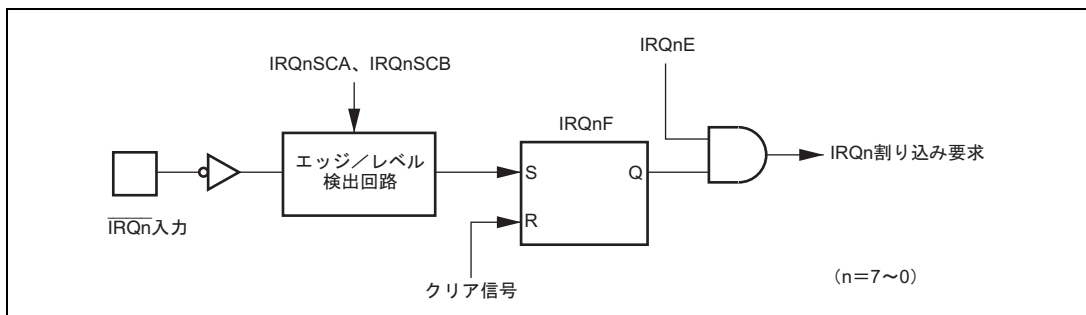 IRQnE
IRQnSCA、IRQnSCB
IRQnF
エッジ／レベル
検出回路
S
Q
R
IRQn割り込み要求
IRQn入力
クリア信号
（n＝7〜0）